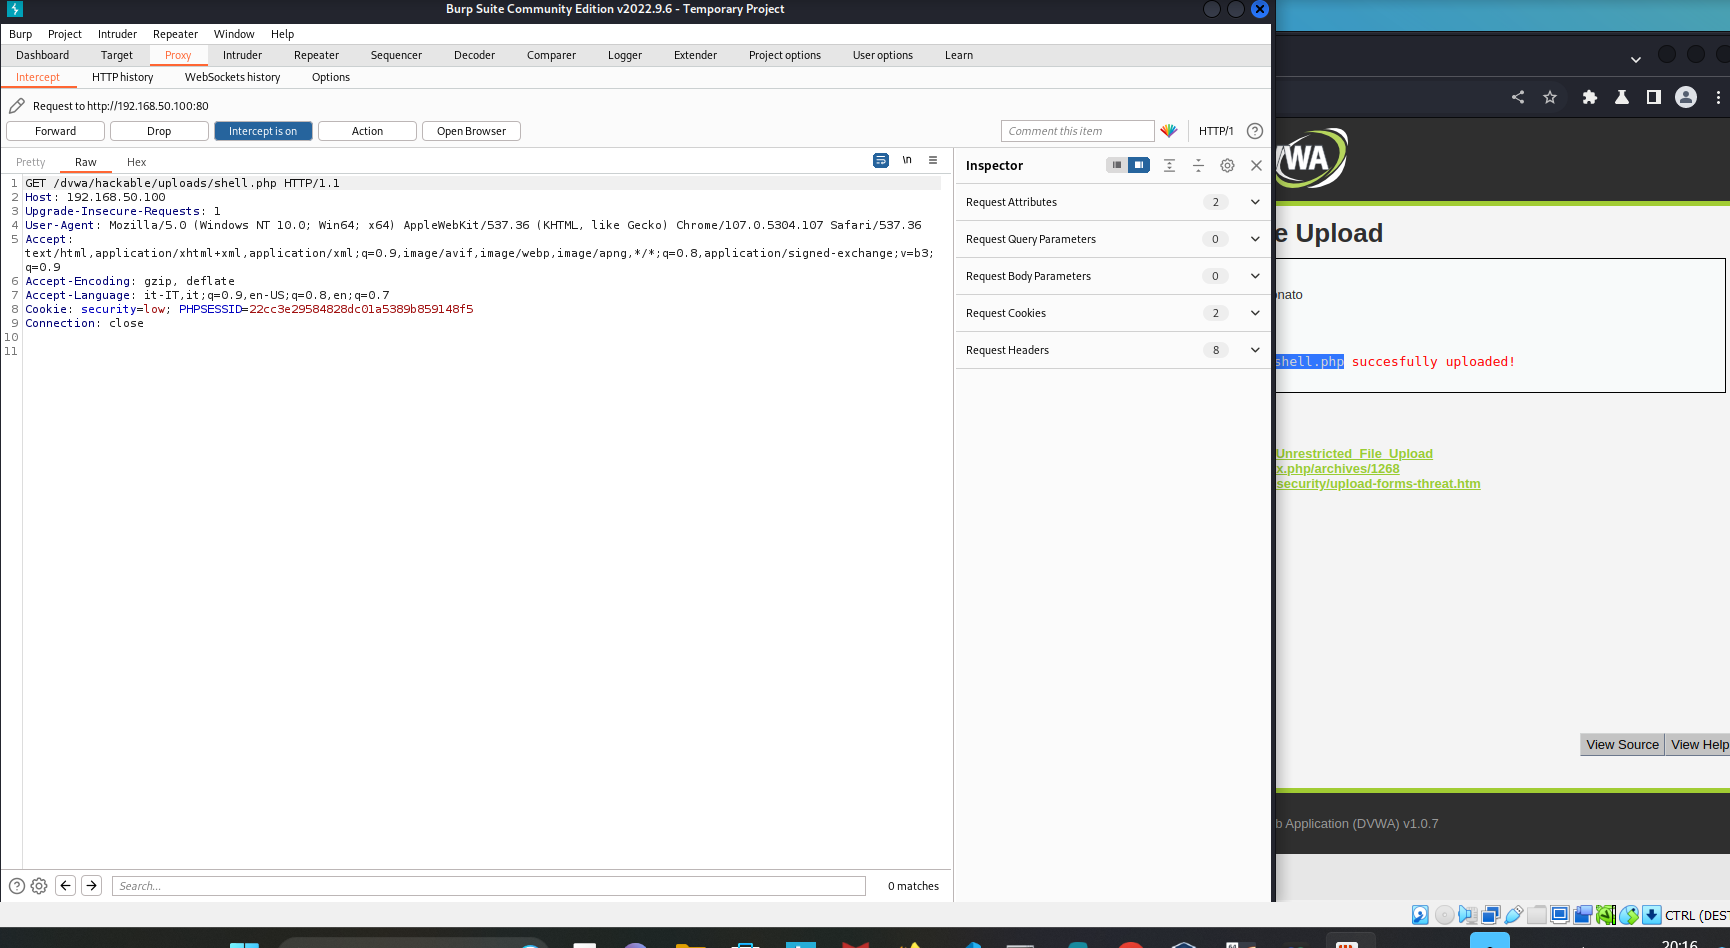 Burp Suite Community Edition v2022.9.6 - Temporary Project
Burp Project Intruder Repeater Window Help
Dashboard Target Proxy Intruder Repeater Sequencer Decoder Comparer Logger Extender Project options User options Learn
Intercept HTTP history WebSockets history Options
Request to http://192.168.50.100:80
Forward Drop Intercept is on Action Open Browser Comment this item HTTP/1 ?
Pretty Raw Hex \n
Inspector
1 GET /dvwa/hackable/uploads/shell.php HTTP/1.1
2 Host: 192.168.50.100
3 Upgrade-Insecure-Requests: 1
4 User-Agent: Mozilla/5.0 (Windows NT 10.0; Win64; x64) AppleWebKit/537.36 (KHTML, like Gecko) Chrome/107.0.5304.107 Safari/537.36
5 Accept:
text/html,application/xhtml+xml,application/xml;q=0.9,image/avif,image/webp,image/apng,*/*;q=0.8,application/signed-exchange;v=b3;
q=0.9
6 Accept-Encoding: gzip, deflate
7 Accept-Language: it-IT,it;q=0.9,en-US;q=0.8,en;q=0.7
8 Cookie: security=low; PHPSESSID=22cc3e29584828dc01a5389b859148f5
9 Connection: close
10
11
Request Attributes 2
Request Query Parameters 0
Request Body Parameters 0
Request Cookies 2
Request Headers 8
? Search... 0 matches
VWA
e Upload
onato
shell.php succesfully uploaded!
Unrestricted_File_Upload
x.php/archives/1268
security/upload-forms-threat.htm
View Source View Help
b Application (DVWA) v1.0.7
CTRL (DEST
20:16